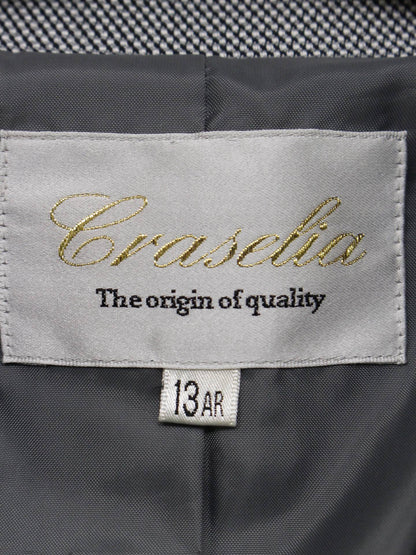 Craselia
The origin of quality
13AR